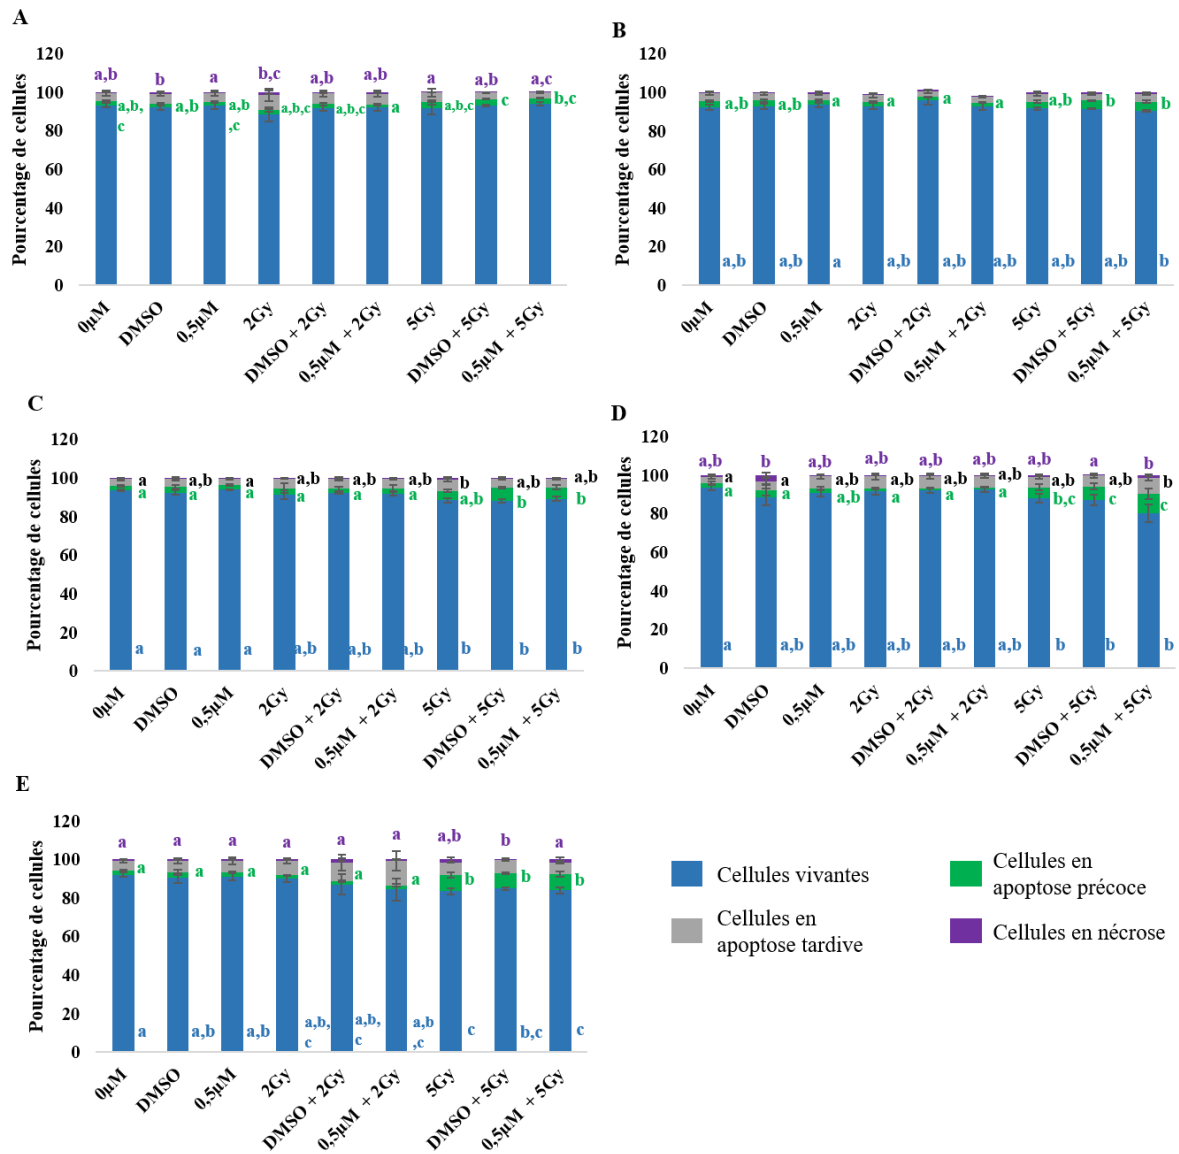 A
Pourcentage de cellules
120
100
80
60
40
20
0
a,b
b
a
b,c
a,b
a,b
a
a,b
a,c
a,b,
c
a,b
a,b
,c
a,b,c
a,b,c
a
a,b,c
c
b,c
0µM
DMSO
0,5µM
2Gy
DMSO + 2Gy
0,5µM + 2Gy
5Gy
DMSO + 5Gy
0,5µM + 5Gy
B
Pourcentage de cellules
120
100
80
60
40
20
0
a,b
a,b
a
a
a
a
a,b
b
b
a,b
a,b
a
a,b
a,b
a,b
a,b
a,b
b
0µM
DMSO
0,5µM
2Gy
DMSO + 2Gy
0,5µM + 2Gy
5Gy
DMSO + 5Gy
0,5µM + 5Gy
C
Pourcentage de cellules
120
100
80
60
40
20
0
a
a,b
a
a,b
a,b
a,b
b
a,b
a,b
a
a
a
a
a
a
a,b
b
b
a
a
a
a,b
a,b
a,b
b
b
b
0µM
DMSO
0,5µM
2Gy
DMSO + 2Gy
0,5µM + 2Gy
5Gy
DMSO + 5Gy
0,5µM + 5Gy
D
Pourcentage de cellules
120
100
80
60
40
20
0
a,b
b
a,b
a,b
a,b
a,b
a,b
a
b
a
a
a,b
a,b
a,b
a,b
a,b
a,b
b
a
a
a,b
a
a
a
b,c
c
c
a
a,b
a,b
a,b
a,b
a,b
b
b
b
0µM
DMSO
0,5µM
2Gy
DMSO + 2Gy
0,5µM + 2Gy
5Gy
DMSO + 5Gy
0,5µM + 5Gy
E
Pourcentage de cellules
120
100
80
60
40
20
0
a
a
a
a
a
a
a,b
b
a
a
a
a
a
a
a
b
b
b
a
a,b
a,b
a,b,
c
a,b,
c
a,b
,c
c
b,c
c
0µM
DMSO
0,5µM
2Gy
DMSO + 2Gy
0,5µM + 2Gy
5Gy
DMSO + 5Gy
0,5µM + 5Gy
Cellules vivantes
Cellules en
apoptose précoce
Cellules en
apoptose tardive
Cellules en nécrose